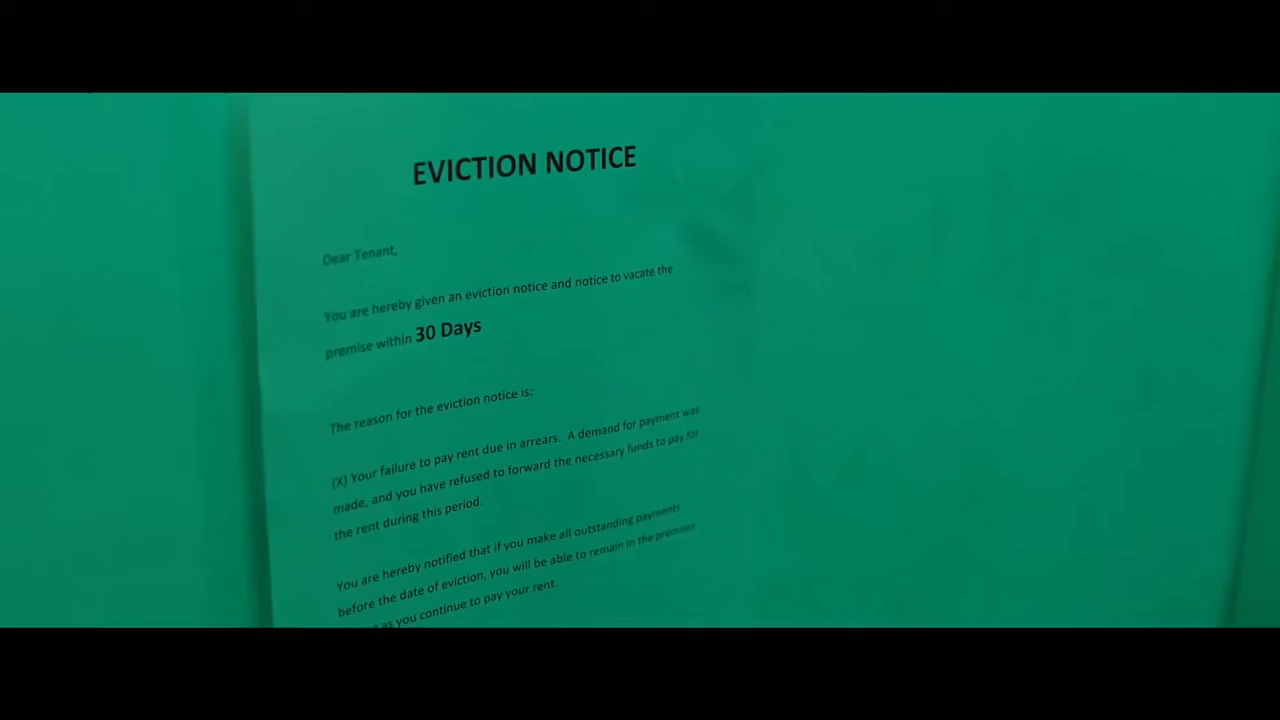 EVICTION NOTICE
Dear Tenant,
You are hereby given an eviction notice and notice to vacate the
premise within 30 Days
The reason for the eviction notice is:
(X) Your failure to pay rent due in arrears. A demand for payment was
made, and you have refused to forward the necessary funds to pay for
the rent during this period.
You are hereby notified that if you make all outstanding payments
before the date of eviction, you will be able to remain in the premises
as you continue to pay your rent.